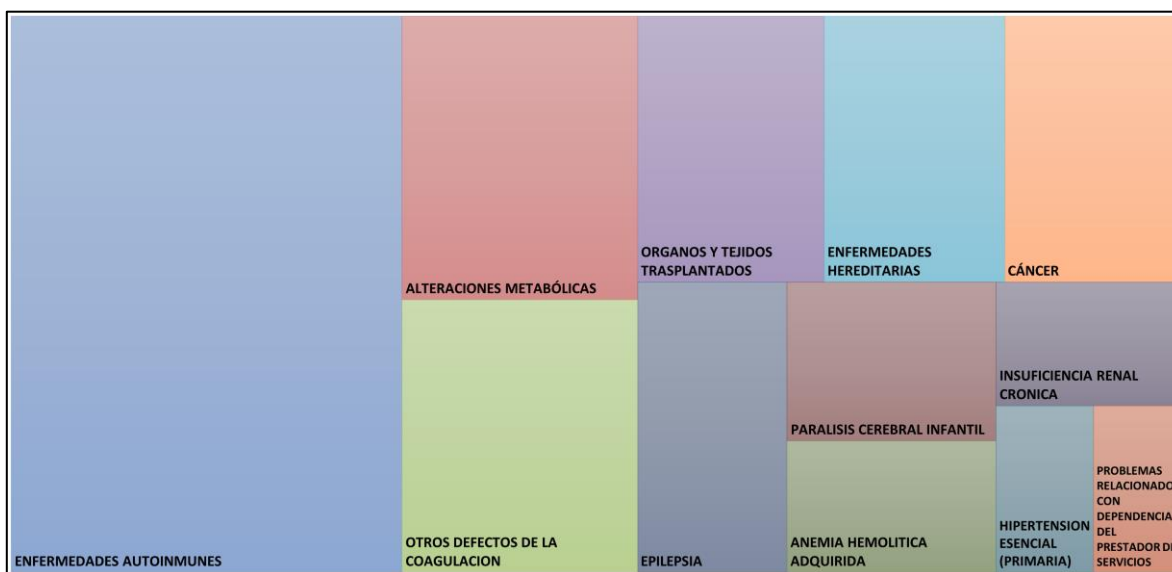 ENFERMEDADES AUTOINMUNES
ALTERACIONES METABÓLICAS
OTROS DEFECTOS DE LA
COAGULACION
ORGANOS Y TEJIDOS
TRASPLANTADOS
ENFERMEDADES
HEREDITARIAS
CÁNCER
EPILEPSIA
PARALISIS CEREBRAL INFANTIL
ANEMIA HEMOLITICA
ADQUIRIDA
INSUFICIENCIA RENAL
CRONICA
HIPERTENSION
ESENCIAL
(PRIMARIA)
PROBLEMAS
RELACIONADO
CON
DEPENDENCIA
DEL
PRESTADOR DE
SERVICIOS